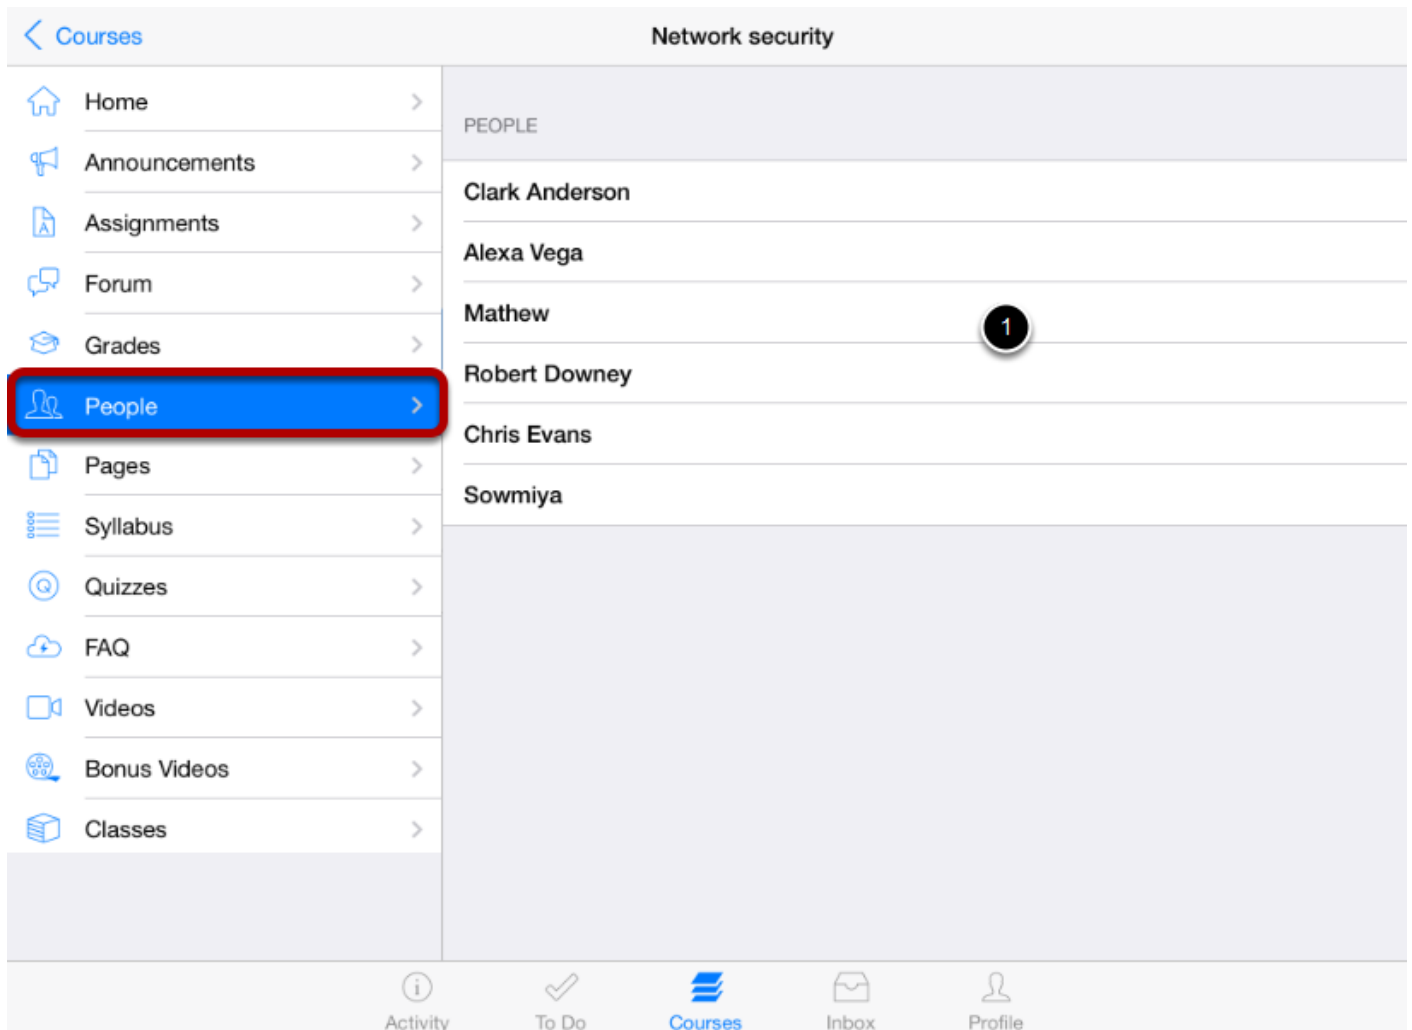 Courses
Network security
Home
Announcements
Assignments
Forum
Grades
People
Pages
Syllabus
Quizzes
FAQ
Videos
Bonus Videos
Classes
PEOPLE
Clark Anderson
Alexa Vega
Mathew
1
Robert Downey
Chris Evans
Sowmiya
Activity
To Do
Courses
Inbox
Profile